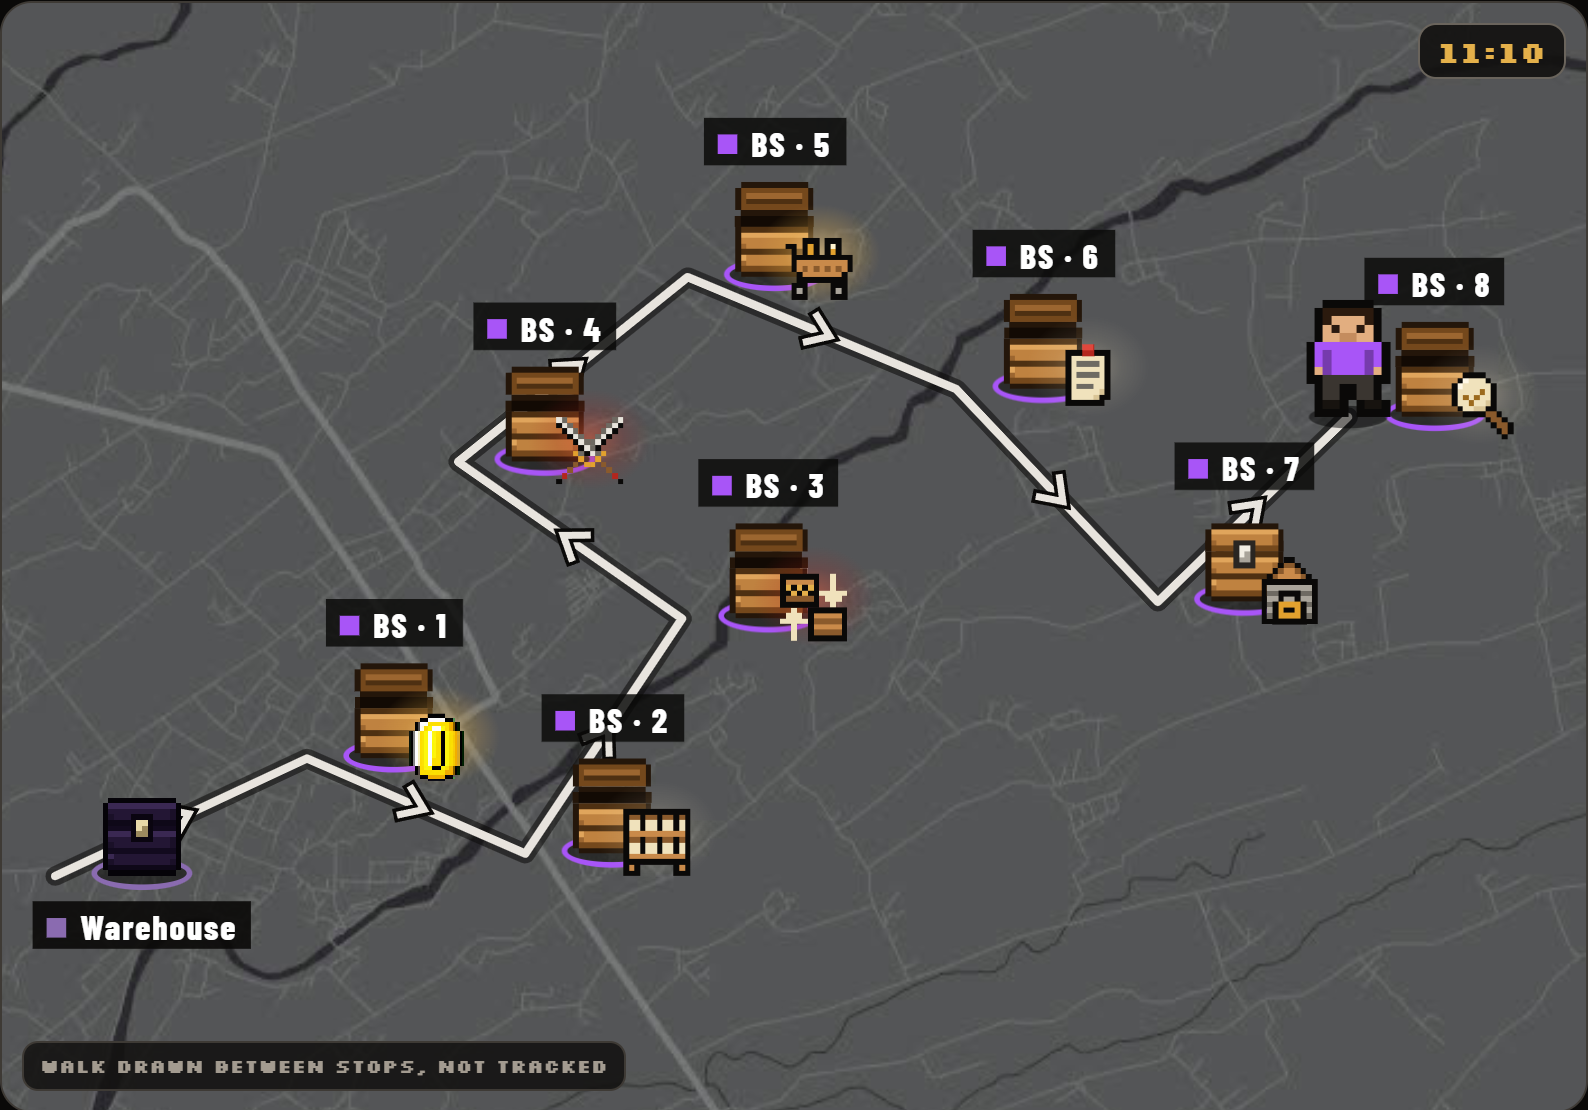 11:10
BS · 5
BS · 6
BS · 8
BS · 4
BS · 7
BS · 3
BS · 1
BS · 2
Warehouse
WALK DRAWN BETWEEN STOPS, NOT TRACKED